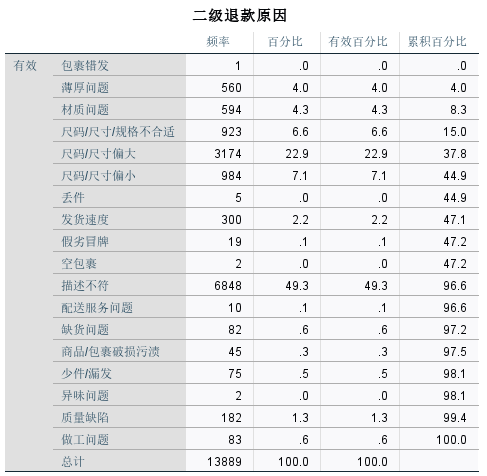 二级退款原因
频率 百分比 有效百分比 累积百分比
有效 包裹错发 1 .0 .0 .0
薄厚问题 560 4.0 4.0 4.0
材质问题 594 4.3 4.3 8.3
尺码/尺寸/规格不合适 923 6.6 6.6 15.0
尺码/尺寸偏大 3174 22.9 22.9 37.8
尺码/尺寸偏小 984 7.1 7.1 44.9
丢件 5 .0 .0 44.9
发货速度 300 2.2 2.2 47.1
假劣冒牌 19 .1 .1 47.2
空包裹 2 .0 .0 47.2
描述不符 6848 49.3 49.3 96.6
配送服务问题 10 .1 .1 96.6
缺货问题 82 .6 .6 97.2
商品/包裹破损污渍 45 .3 .3 97.5
少件/漏发 75 .5 .5 98.1
异味问题 2 .0 .0 98.1
质量缺陷 182 1.3 1.3 99.4
做工问题 83 .6 .6 100.0
总计 13889 100.0 100.0